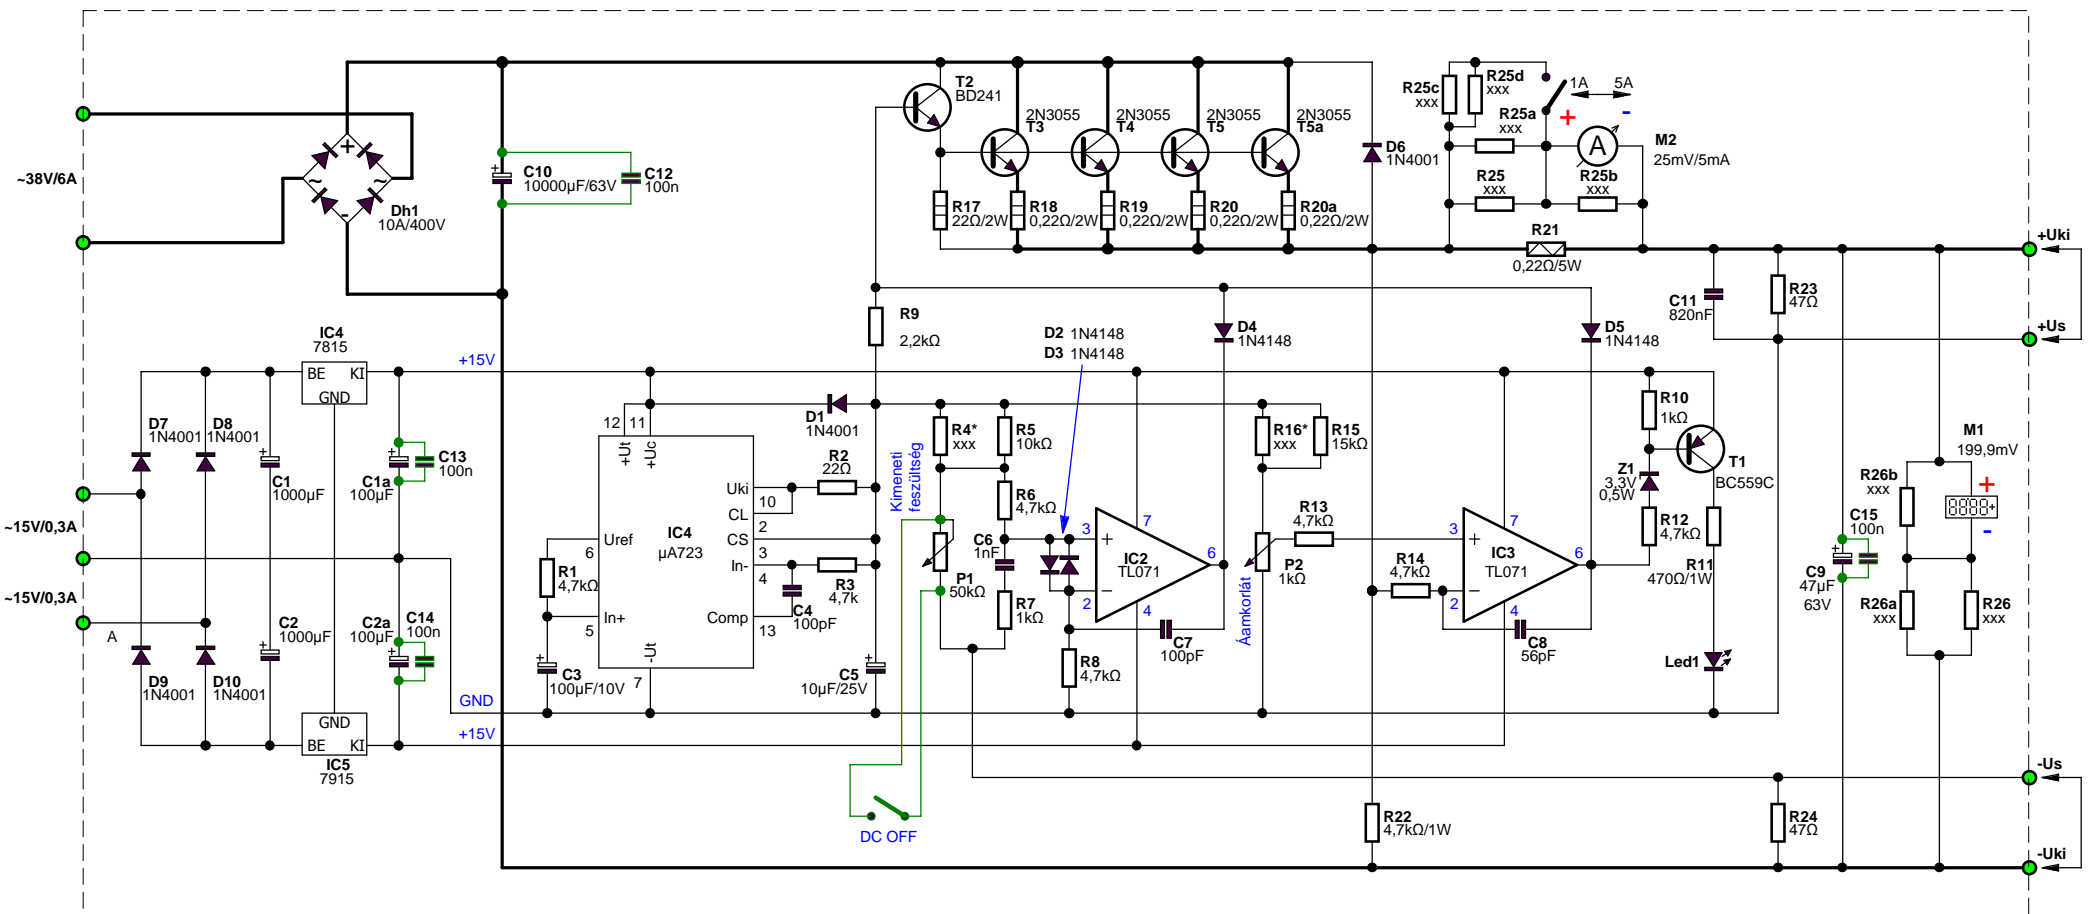 ~38V/6A
Dh1
10A/400V
+
~
~
-
+
C10
10000µF/63V
C12
100n
T2
BD241
2N3055
T3
2N3055
T4
2N3055
T5
2N3055
T5a
R17
22Ω/2W
R18
0,22Ω/2W
R19
0,22Ω/2W
R20
0,22Ω/2W
R20a
0,22Ω/2W
D6
1N4001
R25c
xxx
R25d
xxx
1A
5A
R25a
xxx
+
-
A
M2
25mV/5mA
R25
xxx
R25b
xxx
R21
0,22Ω/5W
+Uki
+Us
C11
820nF
R23
47Ω
R9
2,2kΩ
D2 1N4148
D3 1N4148
D4
1N4148
D5
1N4148
IC4
7815
BE KI
GND
+15V
D7
1N4001
D8
1N4001
+
C1
1000µF
+
C1a
100µF
C13
100n
~15V/0,3A
~15V/0,3A
A
D9
1N4001
D10
1N4001
+
C2
1000µF
+
C2a
100µF
C14
100n
GND
BE KI
IC5
7915
GND
+15V
12 11
+Ut
+Uc
Uki
10
CL
2
CS
3
In-
4
Comp
13
IC4
µA723
Uref
6
In+
5
-Ut
7
R1
4,7kΩ
+
C3
100µF/10V
D1
1N4001
R2
22Ω
R3
4,7k
C4
100pF
+
C5
10µF/25V
Kimeneti
feszültség
R4*
xxx
R5
10kΩ
R6
4,7kΩ
C6
1nF
R7
1kΩ
P1
50kΩ
DC OFF
3
+
2
−
7
6
4
IC2
TL071
R8
4,7kΩ
C7
100pF
R16*
xxx
R15
15kΩ
R13
4,7kΩ
P2
1kΩ
Áamkorlát
R14
4,7kΩ
3
+
2
−
7
6
4
IC3
TL071
C8
56pF
R10
1kΩ
T1
BC559C
Z1
3,3V
0,5W
R12
4,7kΩ
R11
470Ω/1W
Led1
M1
199,9mV
R26b
xxx
+
8888+
-
C15
100n
+
C9
47µF
63V
R26a
xxx
R26
xxx
-Us
R22
4,7kΩ/1W
R24
47Ω
-Uki